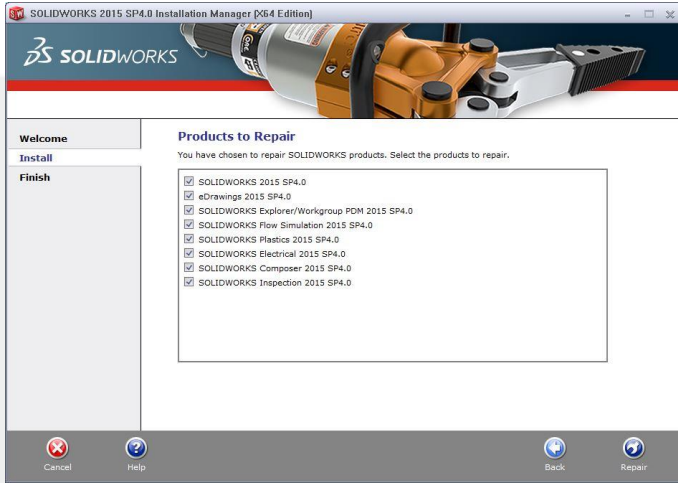 SOLIDWORKS 2015 SP4.0 Installation Manager (X64 Edition)
SOLIDWORKS
Welcome
Install
Finish
Products to Repair
You have chosen to repair SOLIDWORKS products. Select the products to repair.
SOLIDWORKS 2015 SP4.0
eDrawings 2015 SP4.0
SOLIDWORKS Explorer/Workgroup PDM 2015 SP4.0
SOLIDWORKS Flow Simulation 2015 SP4.0
SOLIDWORKS Plastics 2015 SP4.0
SOLIDWORKS Electrical 2015 SP4.0
SOLIDWORKS Composer 2015 SP4.0
SOLIDWORKS Inspection 2015 SP4.0
Cancel
Help
Back
Repair